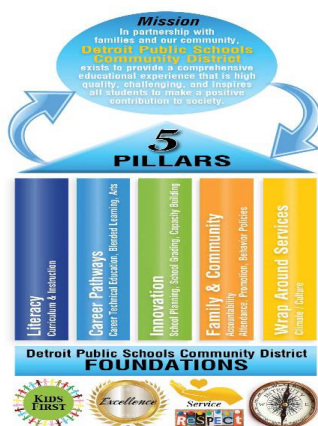 Mission
In partnership with
families and our community,
Detroit Public Schools
Community District
exists to provide a comprehensive
educational experience that is high
quality, challenging, and inspires
all students to make a positive
contribution to society.
5
PILLARS
Literacy
Curriculum & Instruction
Career Pathways
Career Technical Education, Blended Learning, Arts
Innovation
School Planning, School Grading, Capacity Building
Family & Community
Accountability
Attendance, Promotion, Behavior Policies
Wrap Around Services
Climate / Culture
Detroit Public Schools Community District
FOUNDATIONS
KIDS
FIRST
Excellence
Service
RESPECT